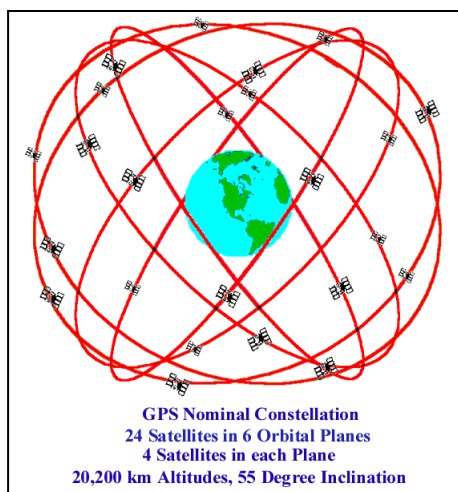 GPS Nominal Constellation
24 Satellites in 6 Orbital Planes
4 Satellites in each Plane
20,200 km Altitudes, 55 Degree Inclination